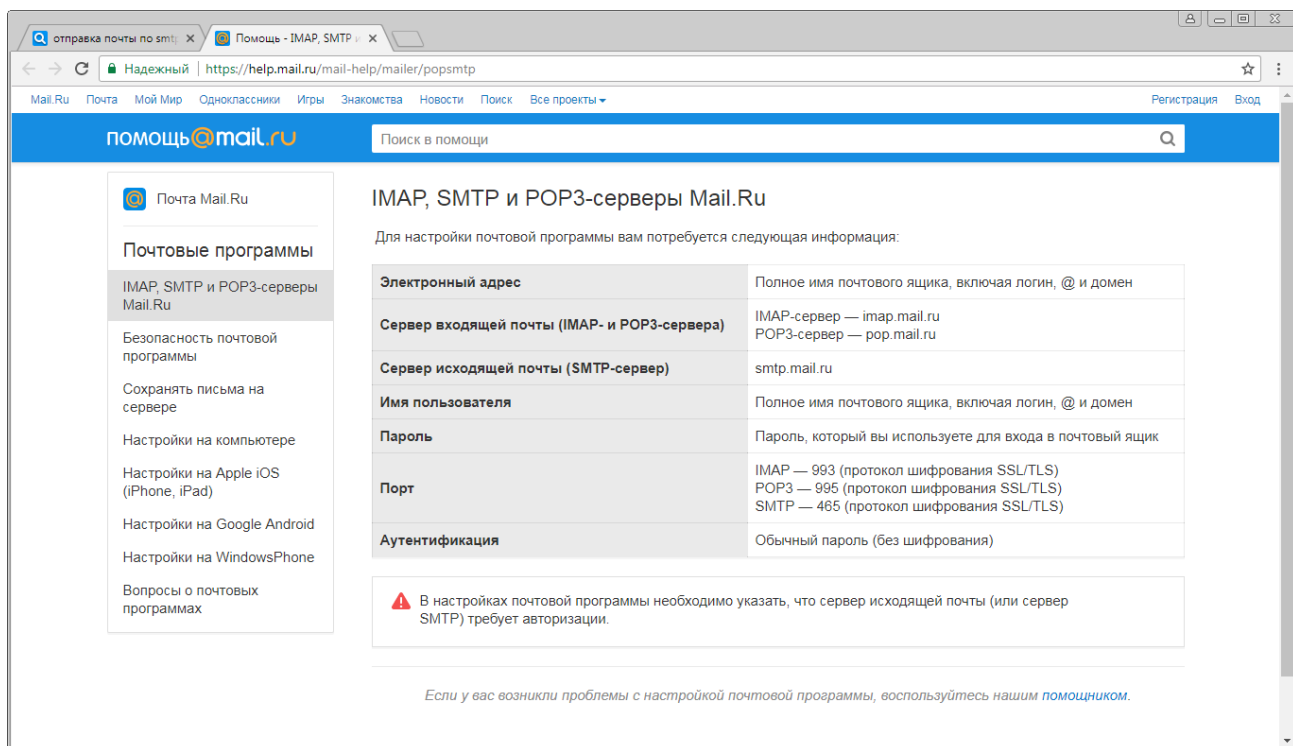 отправка почты по smtp
Помощь - IMAP, SMTP и
Надежный | https://help.mail.ru/mail-help/mailer/popsmtp
Mail.Ru Почта Мой Мир Одноклассники Игры Знакомства Новости Поиск Все проекты Регистрация Вход
помощь@mail.ru
Поиск в помощи
Почта Mail.Ru
Почтовые программы
IMAP, SMTP и POP3-серверы
Mail.Ru
Безопасность почтовой
программы
Сохранять письма на
сервере
Настройки на компьютере
Настройки на Apple iOS
(iPhone, iPad)
Настройки на Google Android
Настройки на WindowsPhone
Вопросы о почтовых
программах
IMAP, SMTP и POP3-серверы Mail.Ru
Для настройки почтовой программы вам потребуется следующая информация:
Электронный адрес
Полное имя почтового ящика, включая логин, @ и домен
Сервер входящей почты (IMAP- и POP3-сервера)
IMAP-сервер — imap.mail.ru
POP3-сервер — pop.mail.ru
Сервер исходящей почты (SMTP-сервер)
smtp.mail.ru
Имя пользователя
Полное имя почтового ящика, включая логин, @ и домен
Пароль
Пароль, который вы используете для входа в почтовый ящик
Порт
IMAP — 993 (протокол шифрования SSL/TLS)
POP3 — 995 (протокол шифрования SSL/TLS)
SMTP — 465 (протокол шифрования SSL/TLS)
Аутентификация
Обычный пароль (без шифрования)
В настройках почтовой программы необходимо указать, что сервер исходящей почты (или сервер
SMTP) требует авторизации.
Если у вас возникли проблемы с настройкой почтовой программы, воспользуйтесь нашим помощником.